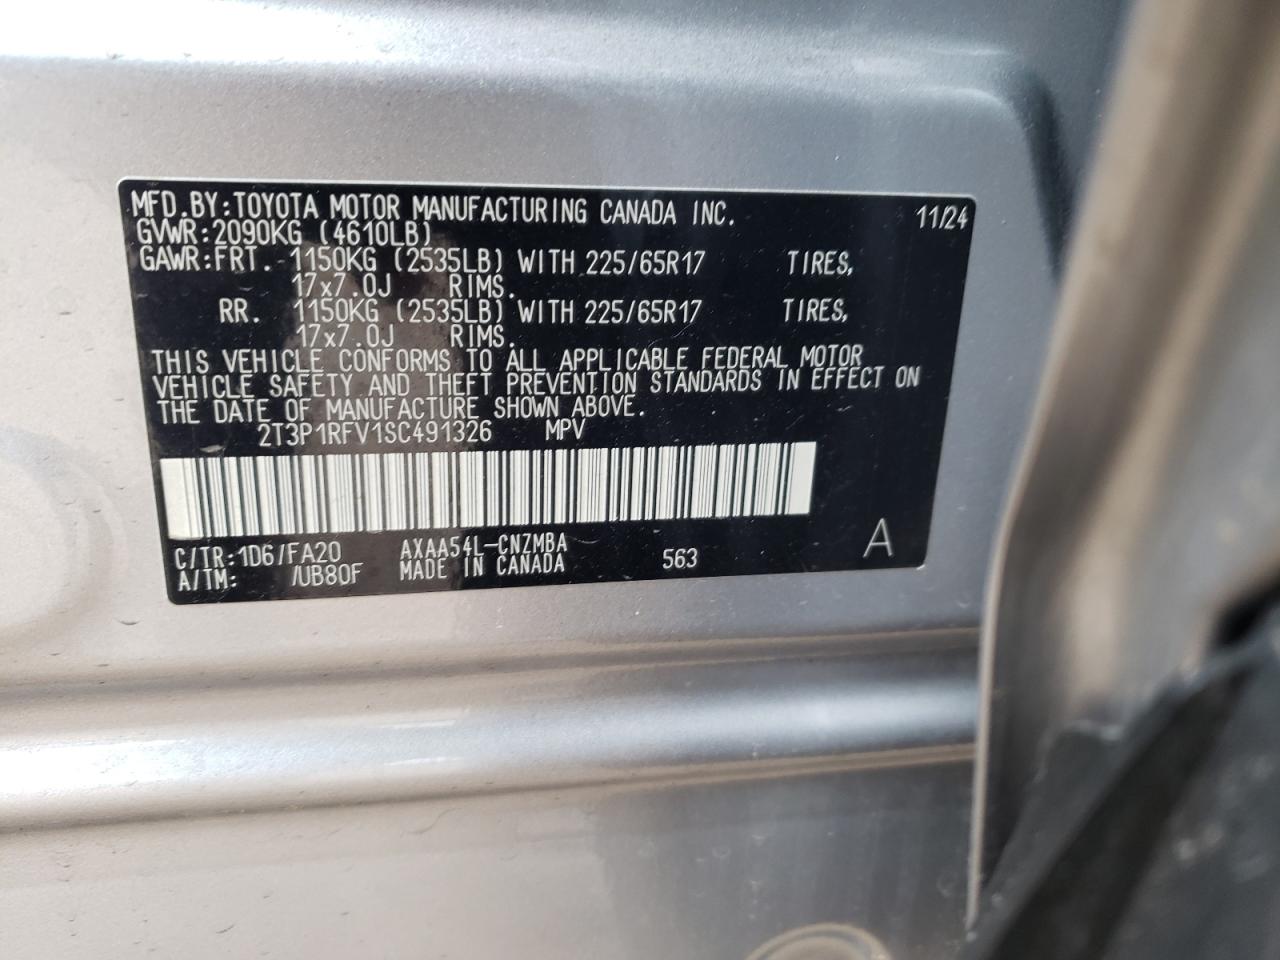 MFD.BY:TOYOTA MOTOR MANUFACTURING CANADA INC. 11/24
GVWR:2090KG (4610LB)
GAWR:FRT. 1150KG (2535LB) WITH 225/65R17 TIRES,
17x7.0J RIMS.
RR. 1150KG (2535LB) WITH 225/65R17 TIRES,
17x7.0J RIMS.
THIS VEHICLE CONFORMS TO ALL APPLICABLE FEDERAL MOTOR
VEHICLE SAFETY AND THEFT PREVENTION STANDARDS IN EFFECT ON
THE DATE OF MANUFACTURE SHOWN ABOVE.
2T3P1RFV1SC491326 MPV
C/TR:1D6/FA20 AXAA54L-CNZMBA 563 A
A/TM: /UB80F MADE IN CANADA